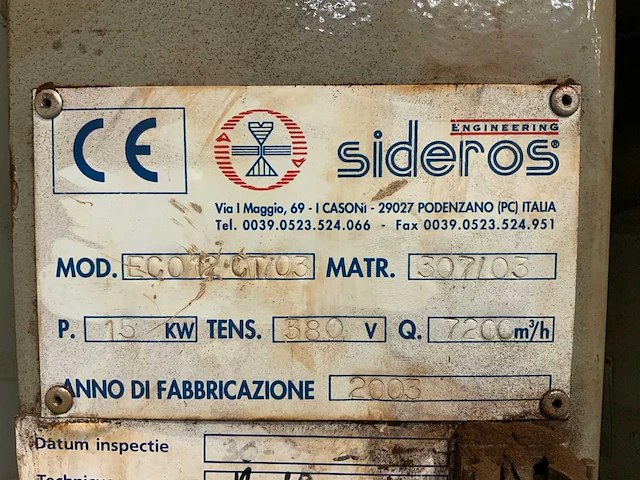 CE
ENGINEERING
sideros®
Via I Maggio, 69 - I CASONi - 29027 PODENZANO (PC) ITALIA
Tel. 0039.0523.524.066 - Fax 0039.0523.524.951
MOD. ECO 12 CT/03 MATR. 307/03
P. 15 KW TENS. 380 V Q. 7200 m³/h
ANNO DI FABBRICAZIONE 2003
Datum inspectie